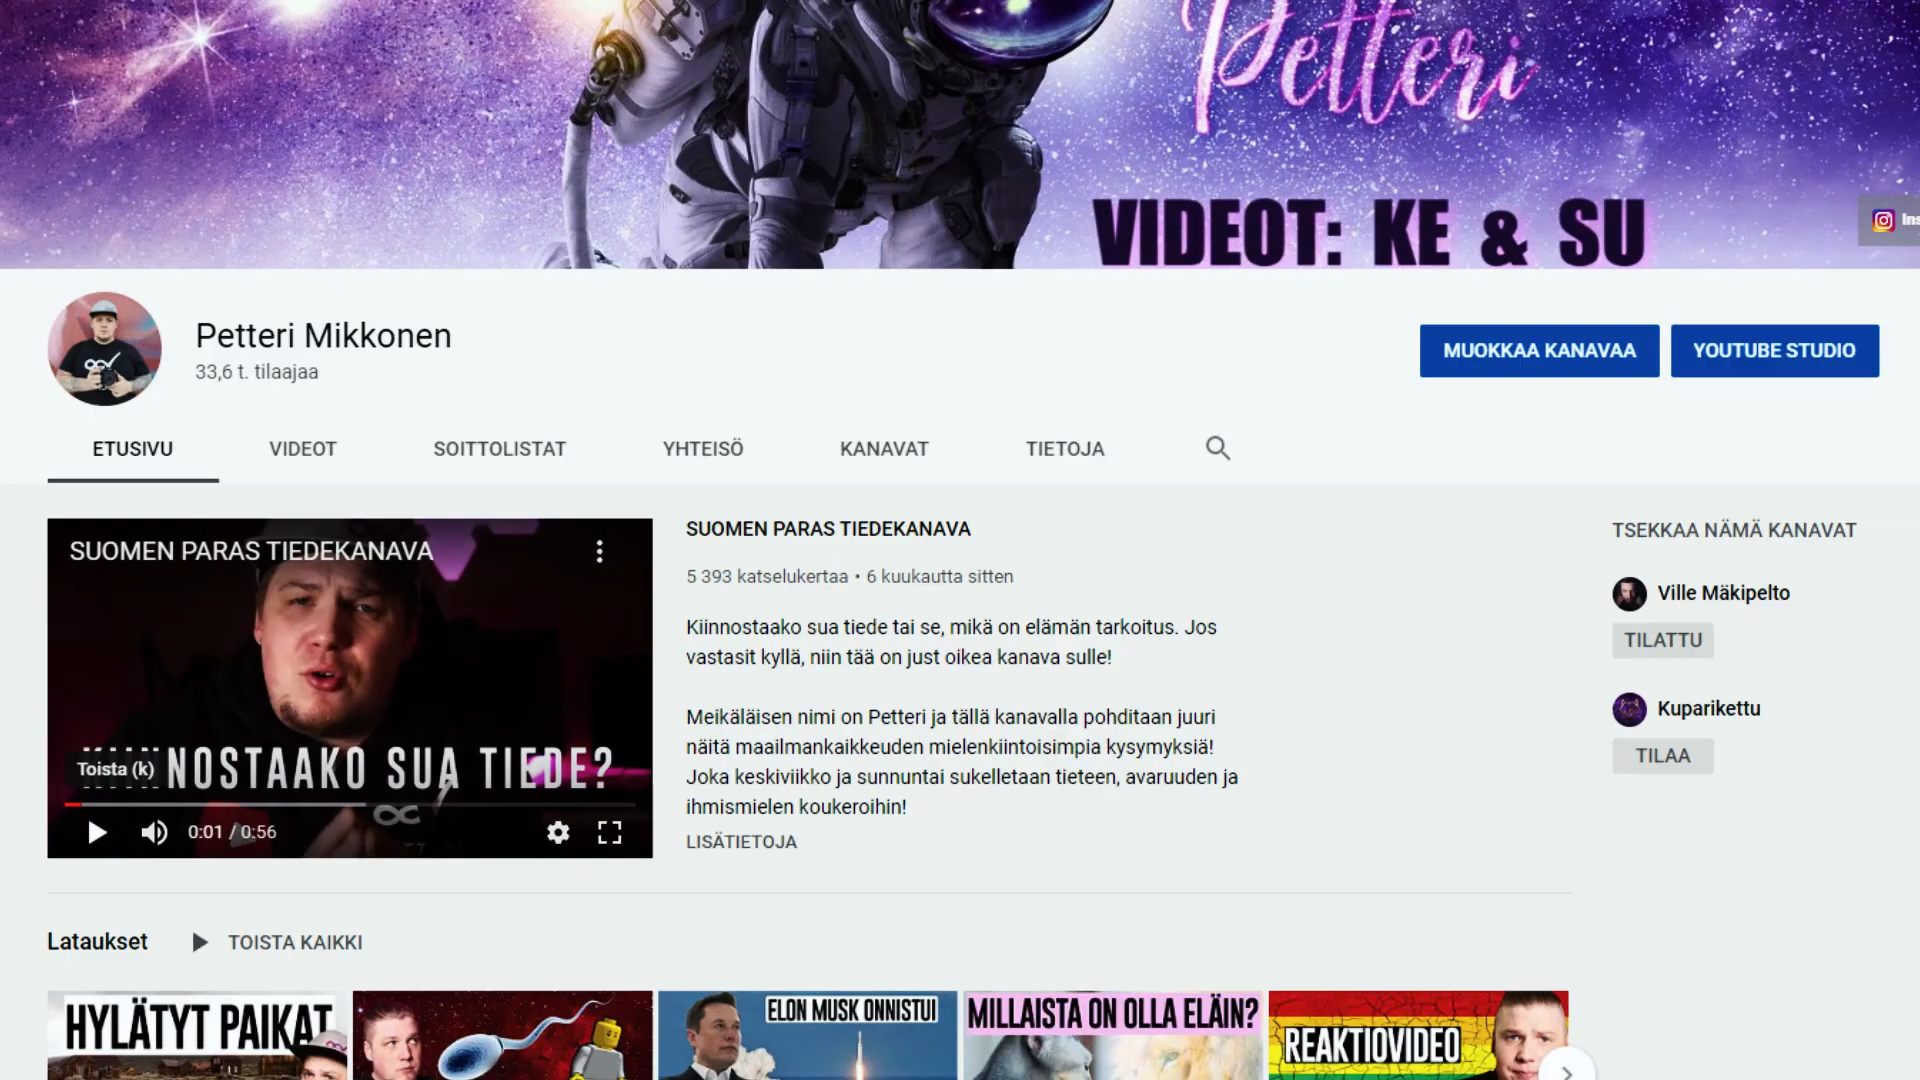 Petteri
VIDEOT: KE & SU
Petteri Mikkonen
33,6 t. tilaajaa
MUOKKAA KANAVAA
YOUTUBE STUDIO
ETUSIVU
VIDEOT
SOITTOLISTAT
YHTEISÖ
KANAVAT
TIETOJA
SUOMEN PARAS TIEDEKANAVA
NOSTAAKO SUA TIEDE?
Toista (k)
0:01 / 0:56
SUOMEN PARAS TIEDEKANAVA
5 393 katselukertaa • 6 kuukautta sitten
Kiinnostaako sua tiede tai se, mikä on elämän tarkoitus. Jos
vastasit kyllä, niin tää on just oikea kanava sulle!
Meikäläisen nimi on Petteri ja tällä kanavalla pohditaan juuri
näitä maailmankaikkeuden mielenkiintoisimpia kysymyksiä!
Joka keskiviikko ja sunnuntai sukelletaan tieteen, avaruuden ja
ihmismielen koukeroihin!
LISÄTIETOJA
TSEKKAA NÄMÄ KANAVAT
Ville Mäkipelto
TILATTU
Kuparikettu
TILAA
Lataukset
TOISTA KAIKKI
HYLÄTYT PAIKAT
ELON MUSK ONNISTUI
MILLAISTA ON OLLA ELÄIN?
REAKTIOVIDEO